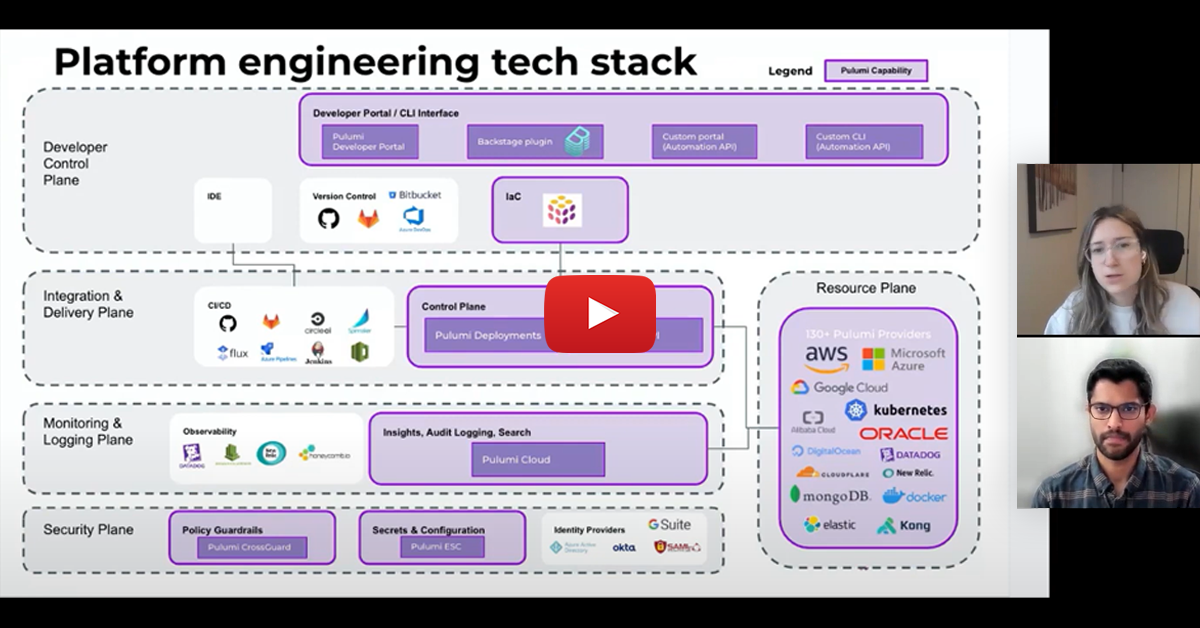 Platform engineering tech stack
Legend
Pulumi Capability
Developer
Control
Plane
Developer Portal / CLI Interface
Pulumi
Developer Portal
Backstage plugin
Custom portal
(Automation API)
Custom CLI
(Automation API)
IDE
Version Control
Bitbucket
Azure DevOps
IaC
Integration &
Delivery Plane
CI/CD
circleci
Spinnaker
flux
Azure Pipelines
Jenkins
Control Plane
Pulumi Deployments
Resource Plane
130+ Pulumi Providers
aws
Microsoft
Azure
Google Cloud
Alibaba Cloud
kubernetes
ORACLE
DigitalOcean
DATADOG
CLOUDFLARE
New Relic.
mongoDB.
docker
elastic
Kong
Monitoring &
Logging Plane
Observability
DATADOG
honeycomb.io
Insights, Audit Logging, Search
Pulumi Cloud
Security Plane
Policy Guardrails
Pulumi CrossGuard
Secrets & Configuration
Pulumi ESC
Identity Providers
G Suite
Azure Active
Directory
okta
SAML